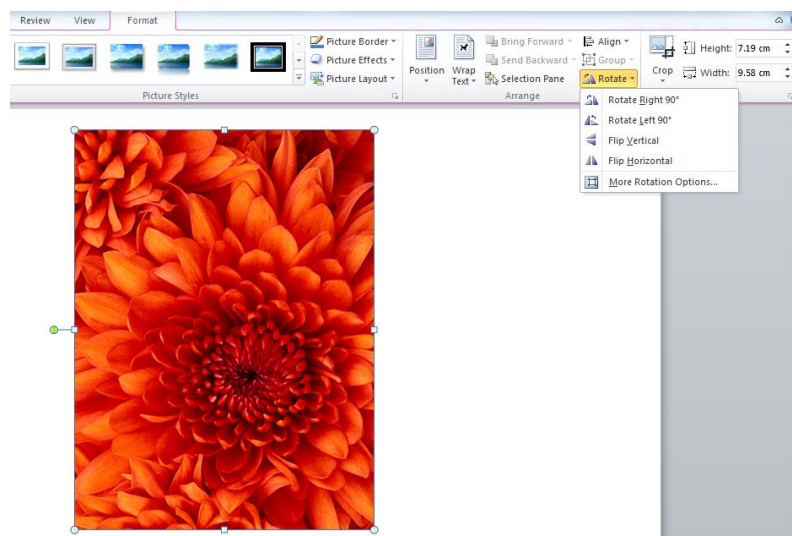 Review View Format
Picture Border Bring Forward Align Height: 7.19 cm
Picture Effects Send Backward Group
Picture Layout Position Wrap Text Selection Pane Rotate Crop Width: 9.58 cm
Picture Styles Arrange
Rotate Right 90°
Rotate Left 90°
Flip Vertical
Flip Horizontal
More Rotation Options...